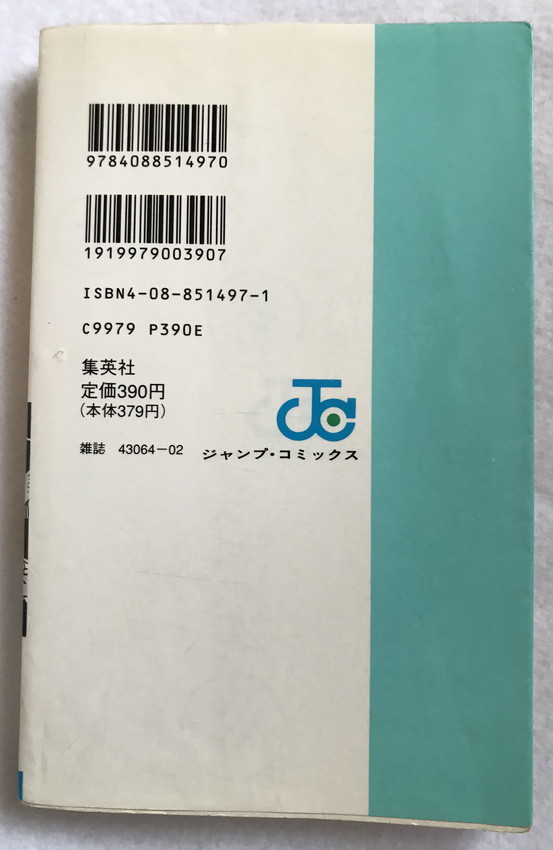 9784088514970
1919979003907
ISBN4-08-851497-1
C9979 P390E
集英社
定価390円
(本体379円)
雑誌 43064-02
JC
ジャンプ・コミックス